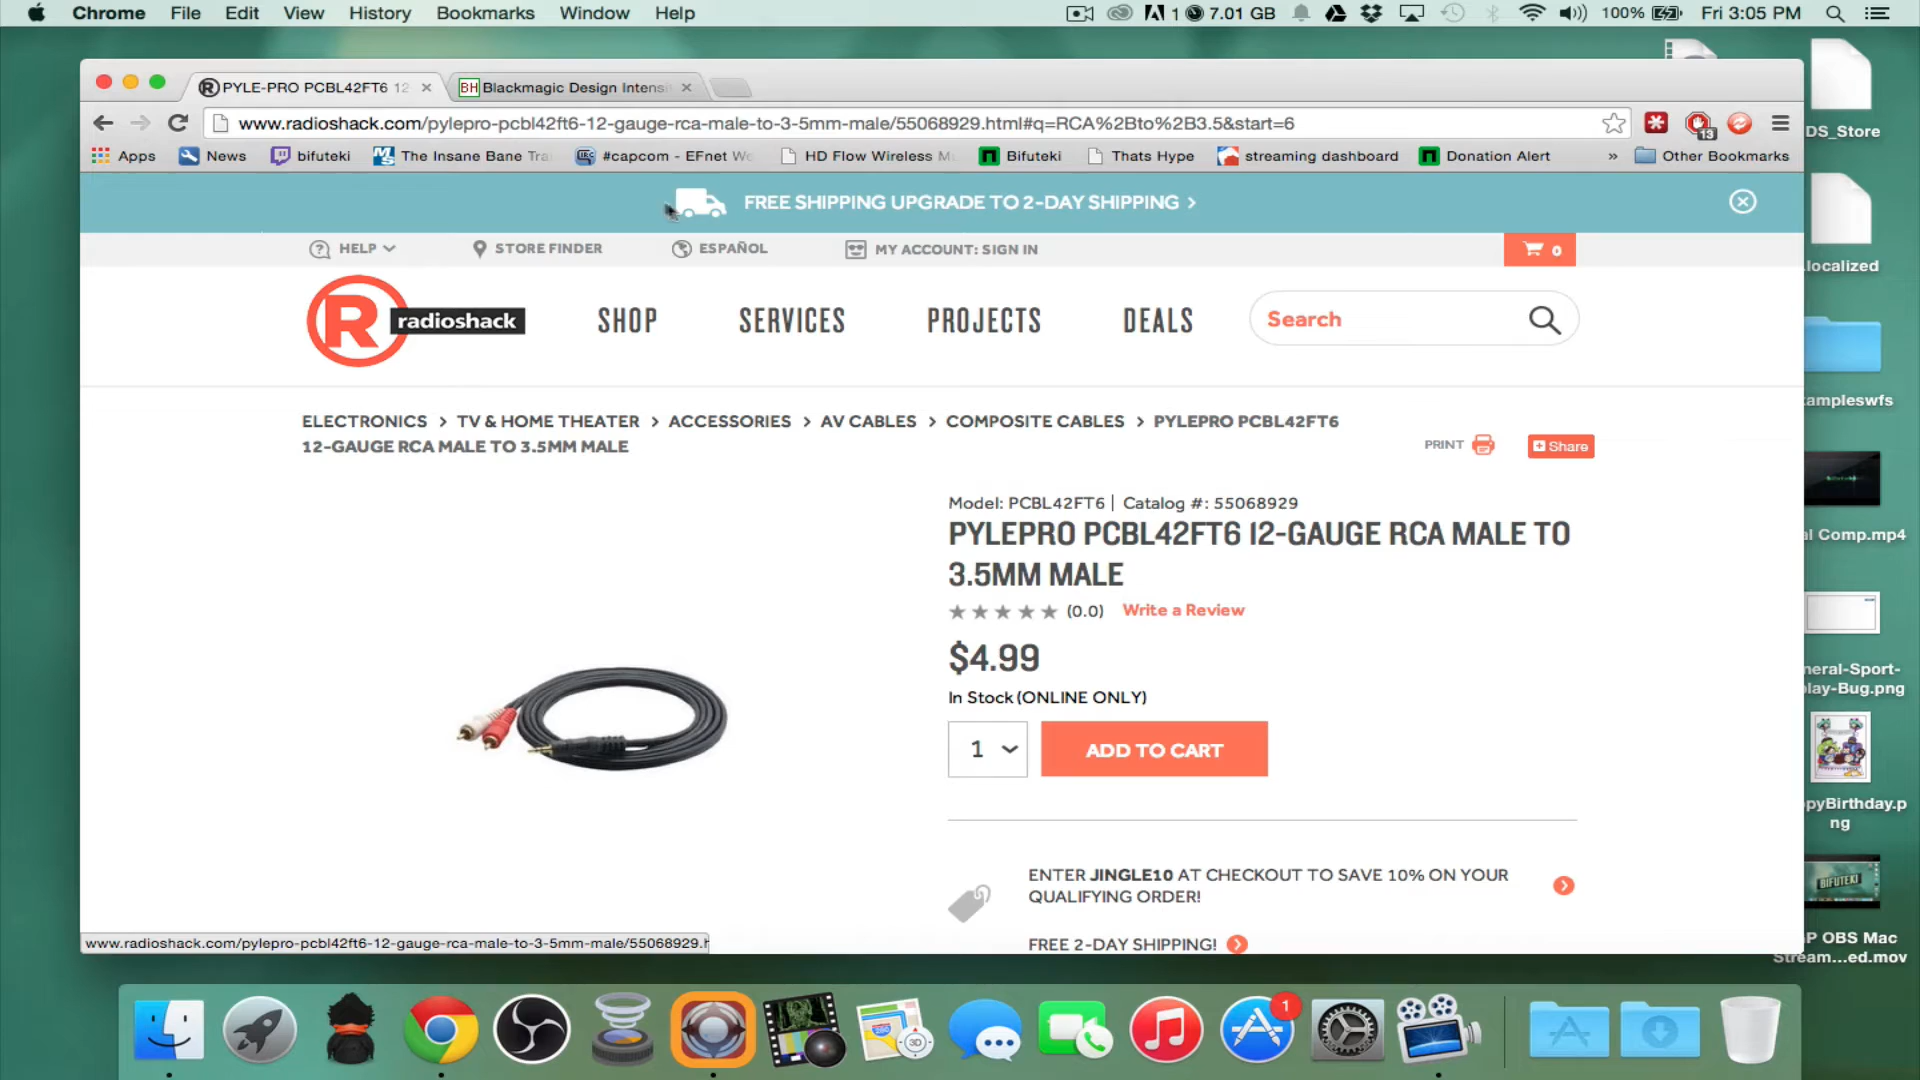 Chrome File Edit View History Bookmarks Window Help 1 7.01 GB 100% Fri 3:05 PM
PYLE-PRO PCBL42FT6 12 BH Blackmagic Design Intensi
www.radioshack.com/pylepro-pcbl42ft6-12-gauge-rca-male-to-3-5mm-male/55068929.html#q=RCA%2Bto%2B3.5&start=6 13
Apps News bifuteki The Insane Bane Tra #capcom - EFnet We HD Flow Wireless M Bifuteki Thats Hype streaming dashboard Donation Alert » Other Bookmarks
FREE SHIPPING UPGRADE TO 2-DAY SHIPPING >
HELP STORE FINDER ESPAÑOL MY ACCOUNT: SIGN IN 0
R radioshack SHOP SERVICES PROJECTS DEALS Search
ELECTRONICS > TV & HOME THEATER > ACCESSORIES > AV CABLES > COMPOSITE CABLES > PYLEPRO PCBL42FT6
12-GAUGE RCA MALE TO 3.5MM MALE
PRINT Share
Model: PCBL42FT6 | Catalog #: 55068929
PYLEPRO PCBL42FT6 12-GAUGE RCA MALE TO
3.5MM MALE
(0.0) Write a Review
$4.99
In Stock (ONLINE ONLY)
1 ADD TO CART
ENTER JINGLE10 AT CHECKOUT TO SAVE 10% ON YOUR
QUALIFYING ORDER!
FREE 2-DAY SHIPPING!
www.radioshack.com/pylepro-pcbl42ft6-12-gauge-rca-male-to-3-5mm-male/55068929.h
DS_Store
localized
ampleswfs
l Comp.mp4
neral-Sport-
lay-Bug.png
pyBirthday.p
ng
BIFUTEKI
P OBS Mac
Stream...ed.mov
280
3D
1